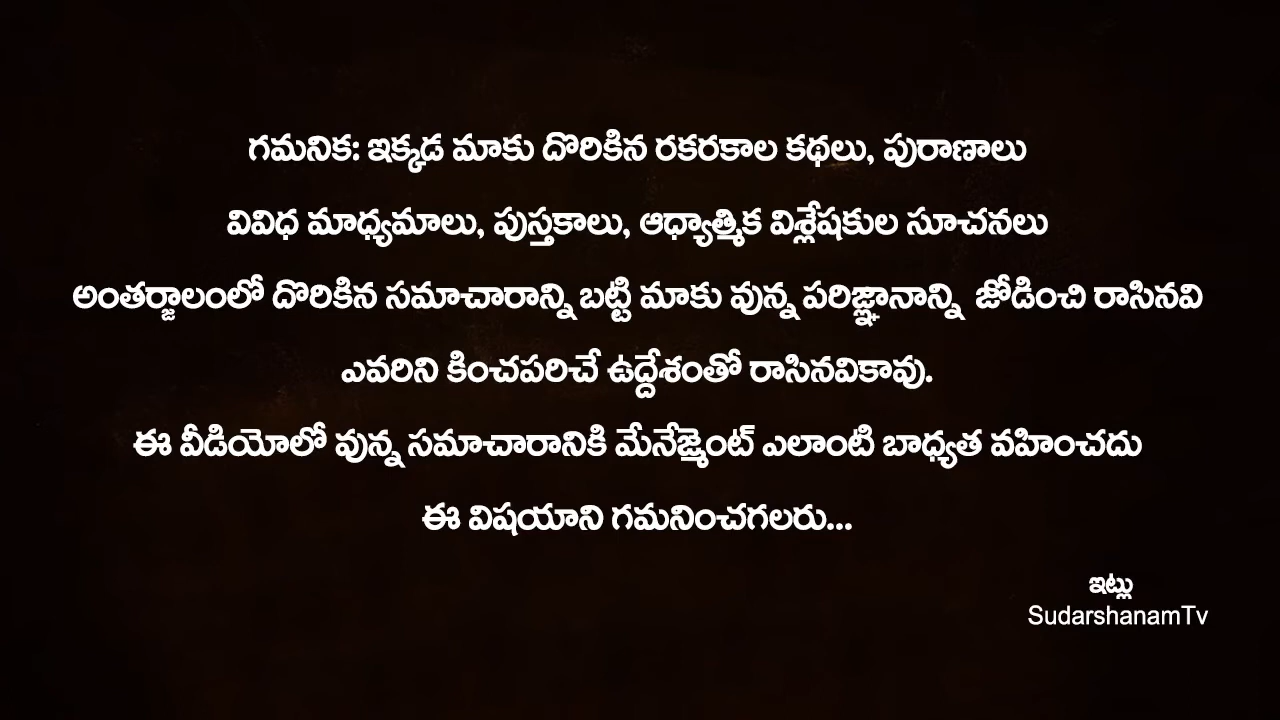 గమనిక: ఇక్కడ మాకు దొరికిన రకరకాల కథలు, పురాణాలు
వివిధ మాధ్యమాలు, పుస్తకాలు, ఆధ్యాత్మిక విశ్లేషకుల సూచనలు
అంతర్జాలంలో దొరికిన సమాచారాన్ని బట్టి మాకు వున్న పరిజ్ఞానాన్ని జోడించి రాసినవి
ఎవరిని కించపరిచే ఉద్దేశంతో రాసినవికావు.
ఈ వీడియోలో వున్న సమాచారానికి మేనేజ్మెంట్ ఎలాంటి బాధ్యత వహించదు
ఈ విషయాని గమనించగలరు...
ఇట్లు
SudarshanamTv